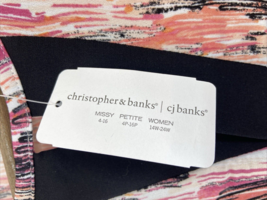 christopher & banks® | cj banks®
MISSY PETITE WOMEN
4-16 4P-16P 14W-24W